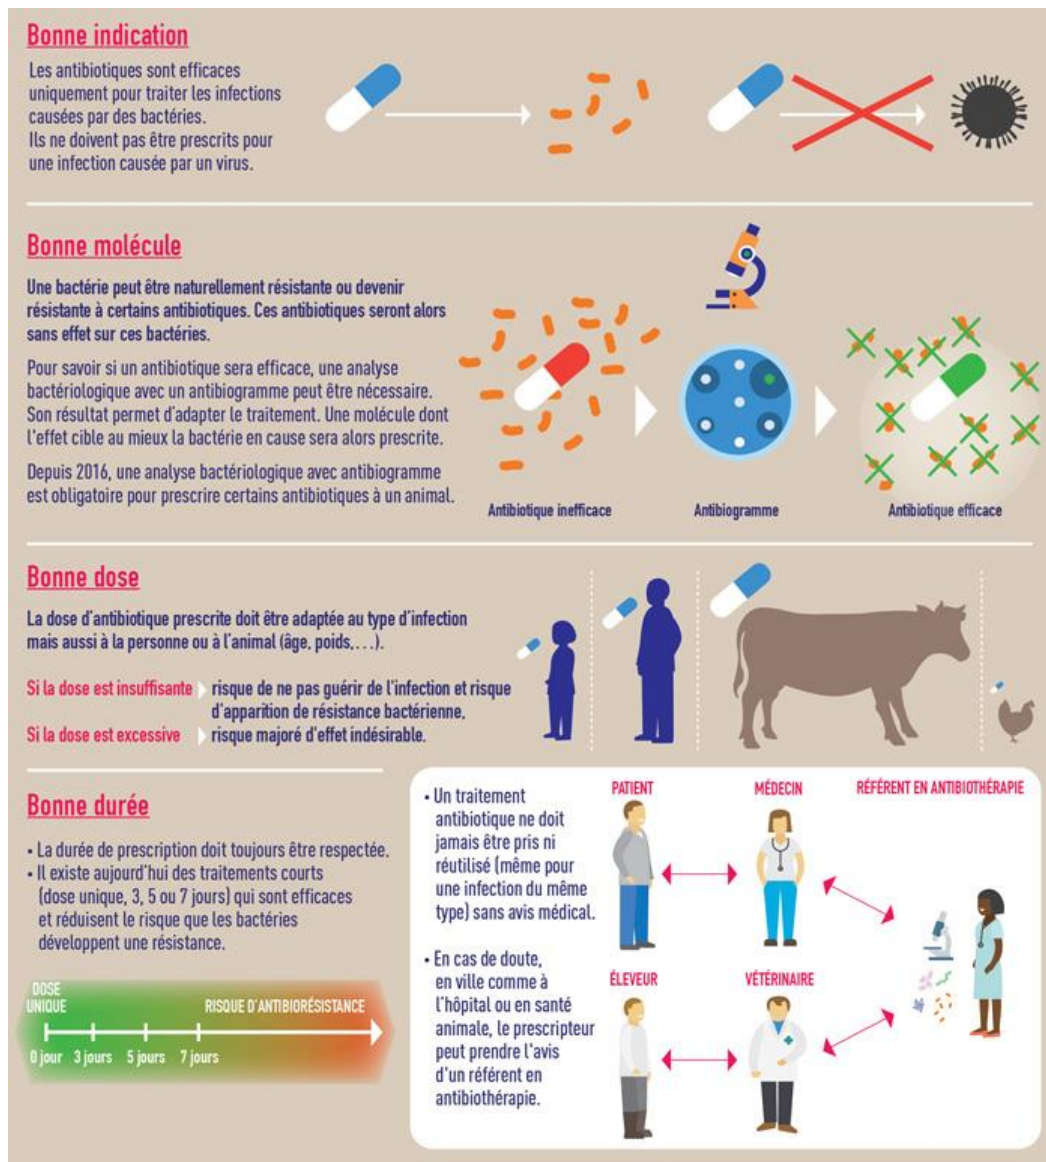 Bonne indication
Les antibiotiques sont efficaces
uniquement pour traiter les infections
causées par des bactéries.
Ils ne doivent pas être prescrits pour
une infection causée par un virus.
Bonne molécule
Une bactérie peut être naturellement résistante ou devenir
résistante à certains antibiotiques. Ces antibiotiques seront alors
sans effet sur ces bactéries.
Pour savoir si un antibiotique sera efficace, une analyse
bactériologique avec un antibiogramme peut être nécessaire.
Son résultat permet d'adapter le traitement. Une molécule dont
l'effet cible au mieux la bactérie en cause sera alors prescrite.
Depuis 2016, une analyse bactériologique avec antibiogramme
est obligatoire pour prescrire certains antibiotiques à un animal.
Antibiotique inefficace
Antibiogramme
Antibiotique efficace
Bonne dose
La dose d'antibiotique prescrite doit être adaptée au type d'infection
mais aussi à la personne ou à l'animal (âge, poids,...).
Si la dose est insuffisante risque de ne pas guérir de l'infection et risque
d'apparition de résistance bactérienne,
Si la dose est excessive risque majoré d'effet indésirable.
Bonne durée
• La durée de prescription doit toujours être respectée.
• Il existe aujourd'hui des traitements courts
(dose unique, 3, 5 ou 7 jours) qui sont efficaces
et réduisent le risque que les bactéries
développent une résistance.
DOSE
UNIQUE
RISQUE D'ANTIBIORÉSISTANCE
0 jour 3 jours 5 jours 7 jours
• Un traitement
antibiotique ne doit
jamais être pris ni
réutilisé (même pour
une infection du même
type) sans avis médical.
• En cas de doute,
en ville comme à
l'hôpital ou en santé
animale, le prescripteur
peut prendre l'avis
d'un référent en
antibiothérapie.
PATIENT
MÉDECIN
RÉFÉRENT EN ANTIBIOTHÉRAPIE
ÉLEVEUR
VÉTÉRINAIRE